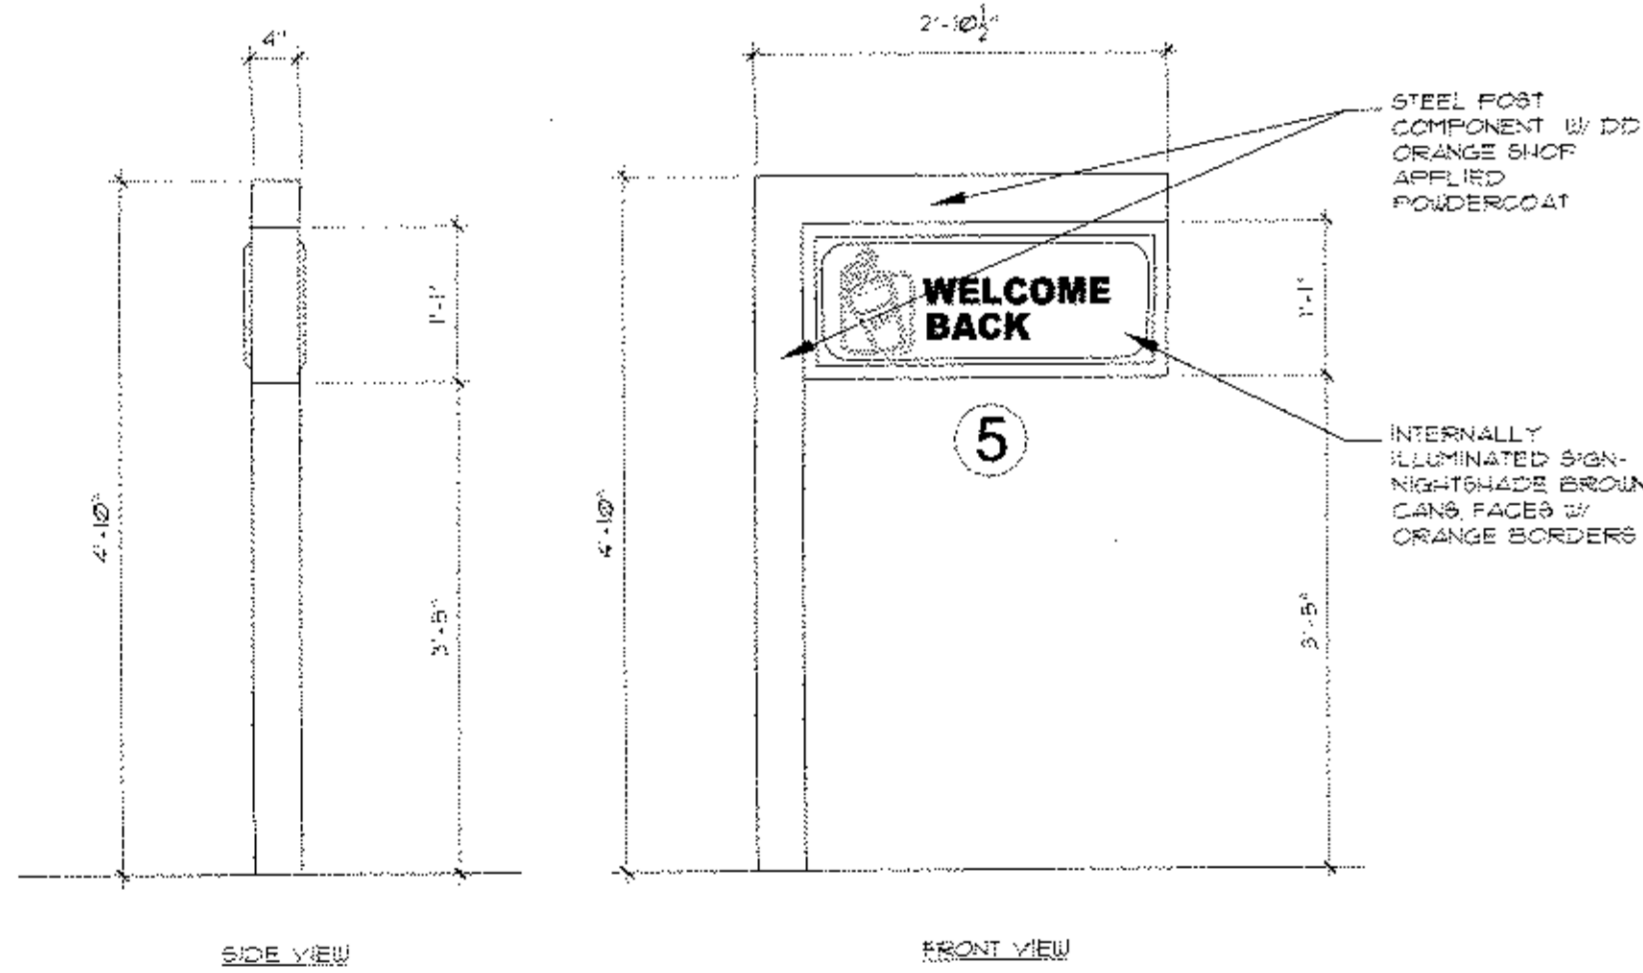 4"
2'-10½"
STEEL POST
COMPONENT W/ DD
ORANGE SHOP
APPLIED
POWDERCOAT
WELCOME
BACK
1'-1"
1'-1"
5
INTERNALLY
ILLUMINATED SIGN-
NIGHTSHADE BROWN
CANS, FACES W/
ORANGE BORDERS
4'-10"
4'-10"
3'-5"
3'-5"
SIDE VIEW
FRONT VIEW